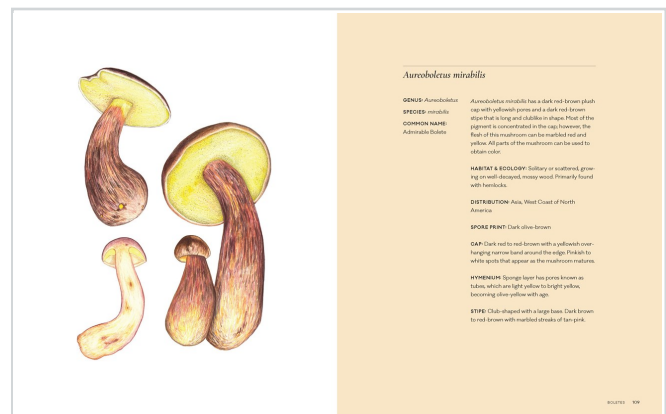 Aureoboletus mirabilis
GENUS: Aureoboletus
SPECIES: mirabilis
COMMON NAME:
Admirable Bolete
Aureoboletus mirabilis has a dark red-brown plush
cap with yellowish pores and a dark red-brown
stipe that is long and clublike in shape. Most of the
pigment is concentrated in the cap; however, the
flesh of this mushroom can be marbled red and
yellow. All parts of the mushroom can be used to
obtain color.
HABITAT & ECOLOGY: Solitary or scattered, grow-
ing on well-decayed, mossy wood. Primarily found
with hemlocks.
DISTRIBUTION: Asia, West Coast of North
America
SPORE PRINT: Dark olive-brown
CAP: Dark red to red-brown with a yellowish over-
hanging narrow band around the edge. Pinkish to
white spots that appear as the mushroom matures.
HYMENIUM: Sponge layer has pores known as
tubes, which are light yellow to bright yellow,
becoming olive-yellow with age.
STIPE: Club-shaped with a large base. Dark brown
to red-brown with marbled streaks of tan-pink.
BOLETES 109